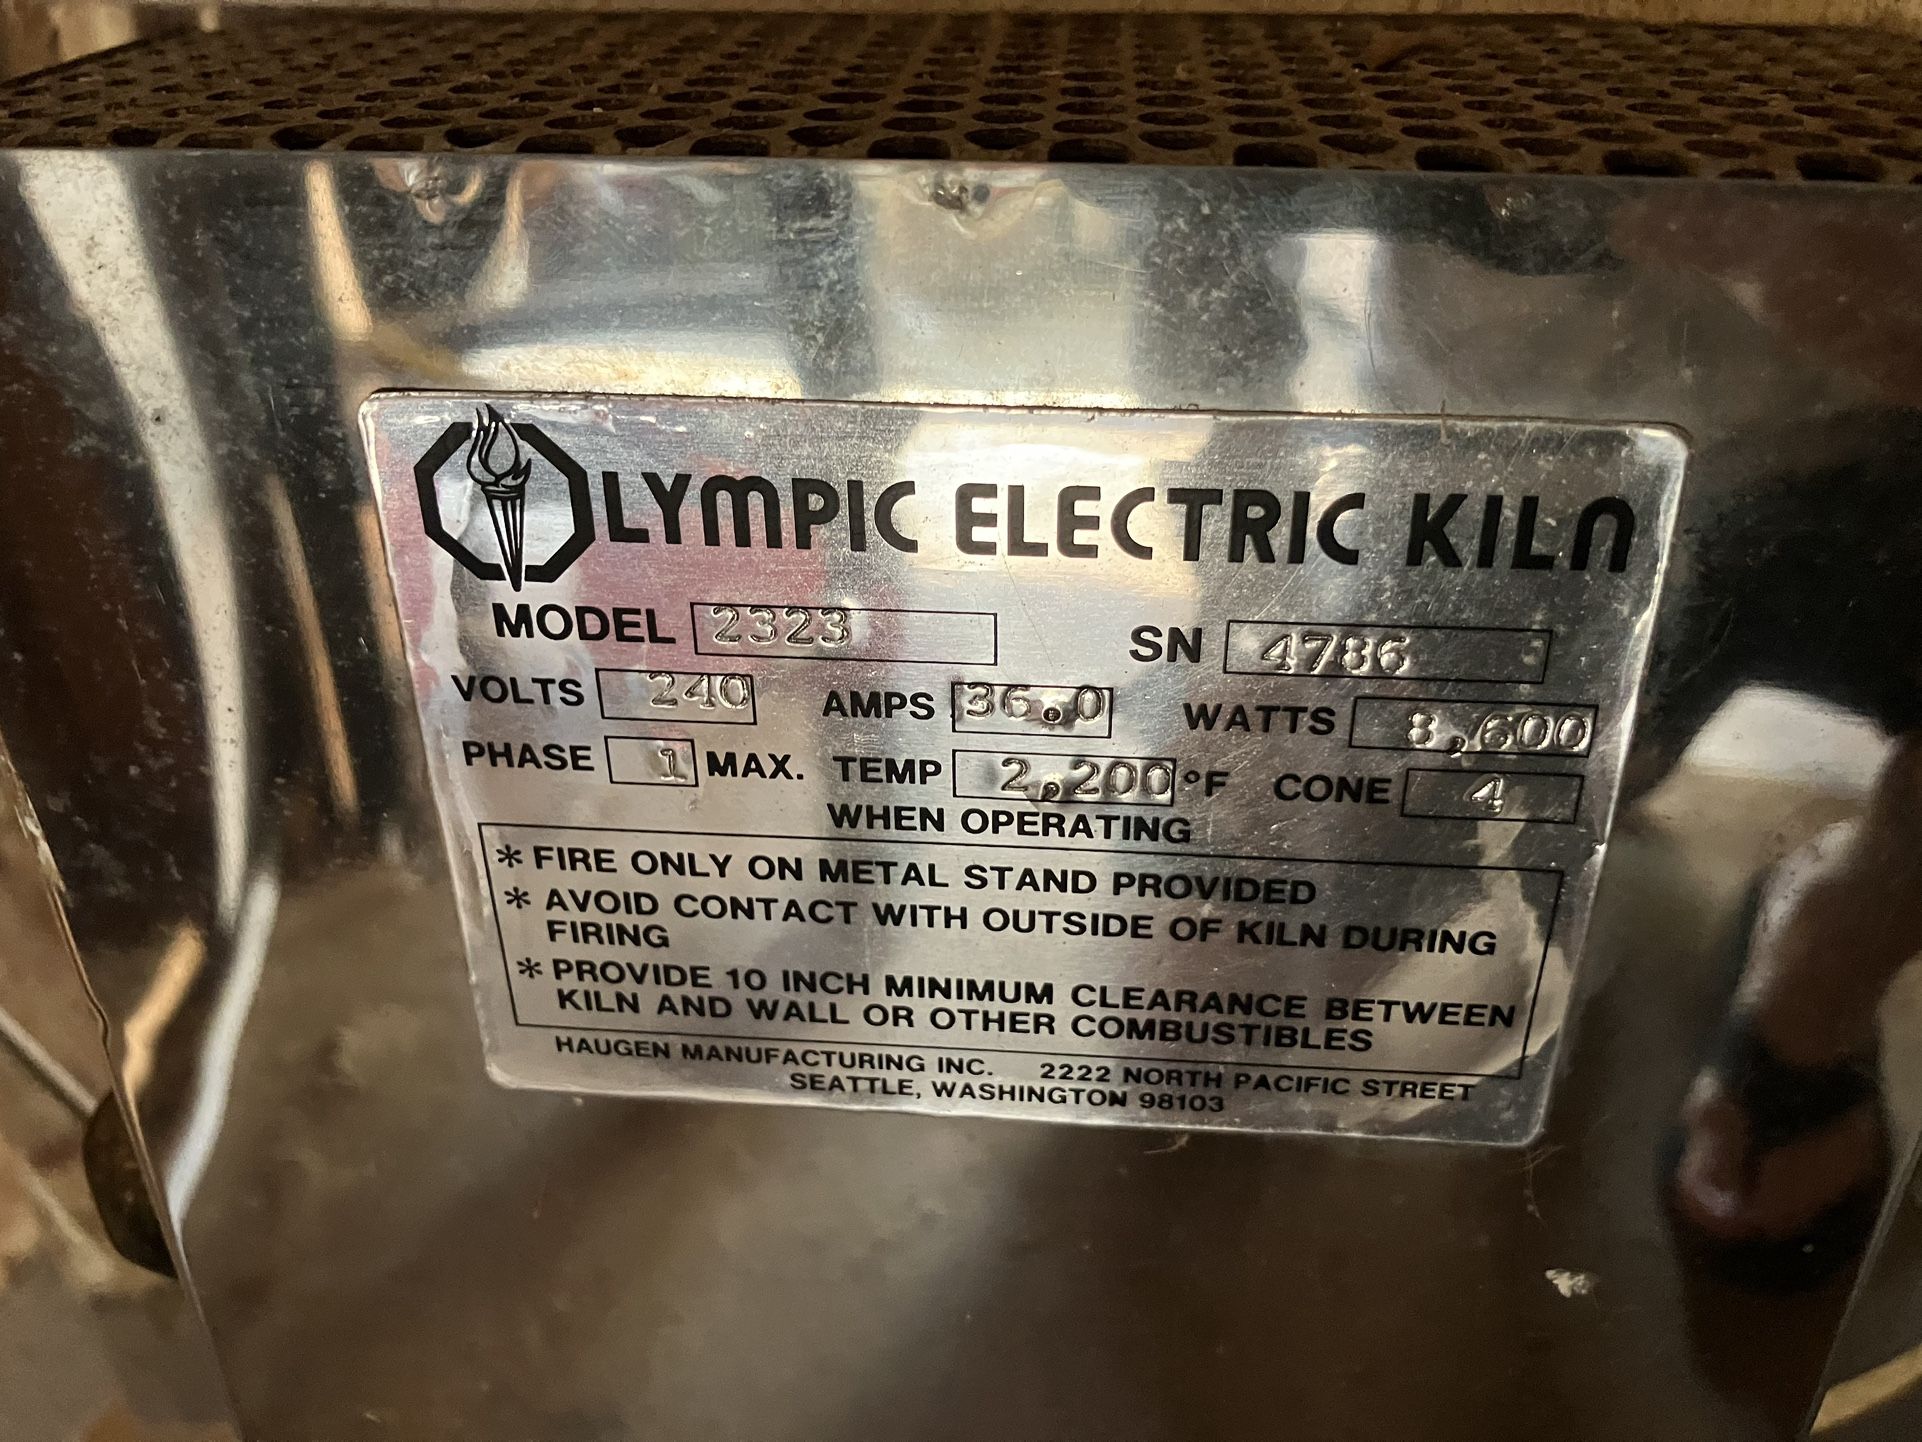 OLYMPIC ELECTRIC KILN
MODEL 2323 SN 4786
VOLTS 240 AMPS 36.0 WATTS 8,600
PHASE 1 MAX. TEMP 2,200 °F CONE 4
WHEN OPERATING
* FIRE ONLY ON METAL STAND PROVIDED
* AVOID CONTACT WITH OUTSIDE OF KILN DURING
FIRING
* PROVIDE 10 INCH MINIMUM CLEARANCE BETWEEN
KILN AND WALL OR OTHER COMBUSTIBLES
HAUGEN MANUFACTURING INC. 2222 NORTH PACIFIC STREET
SEATTLE, WASHINGTON 98103